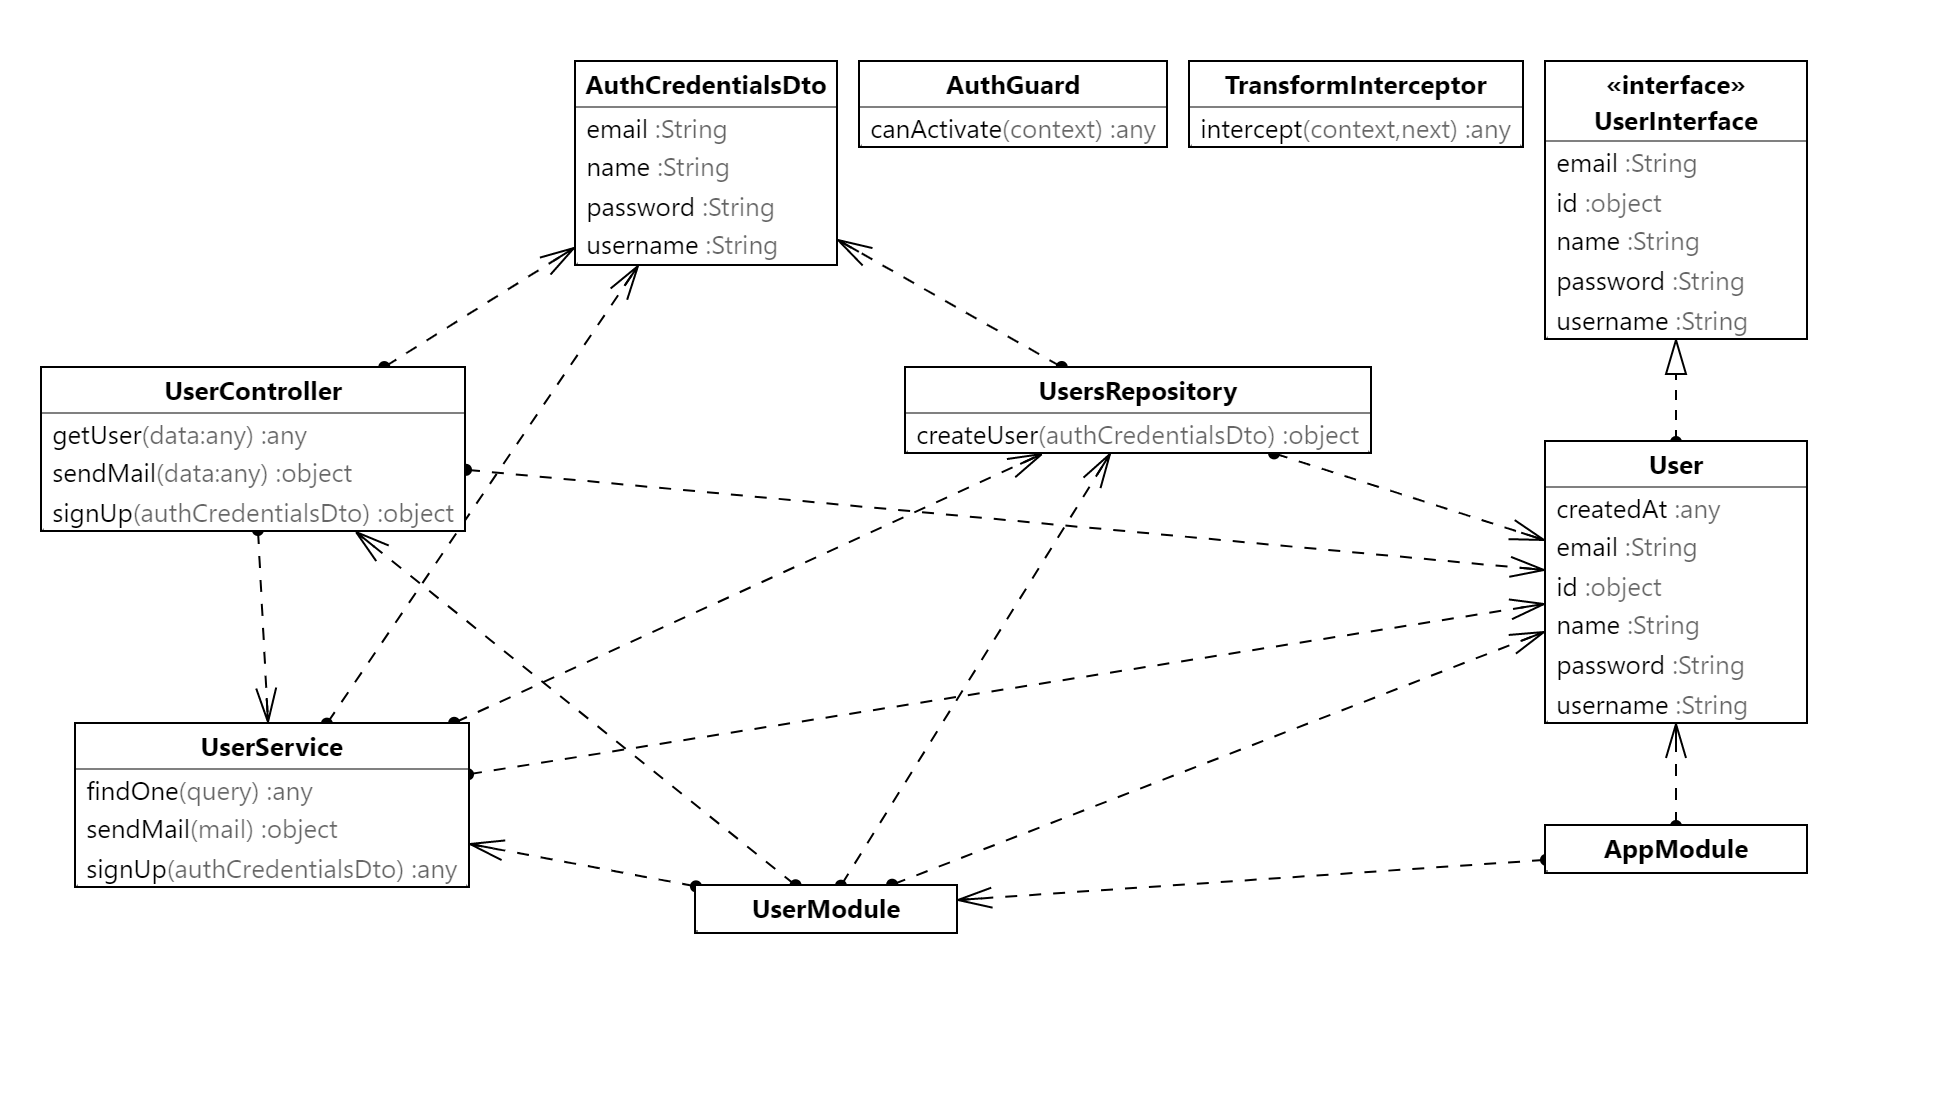 AuthCredentialsDto
email :String
name :String
password :String
username :String
AuthGuard
canActivate(context) :any
TransformInterceptor
intercept(context,next) :any
«interface»
UserInterface
email :String
id :object
name :String
password :String
username :String
UserController
getUser(data:any) :any
sendMail(data:any) :object
signUp(authCredentialsDto) :object
UsersRepository
createUser(authCredentialsDto) :object
User
createdAt :any
email :String
id :object
name :String
password :String
username :String
UserService
findOne(query) :any
sendMail(mail) :object
signUp(authCredentialsDto) :any
UserModule
AppModule